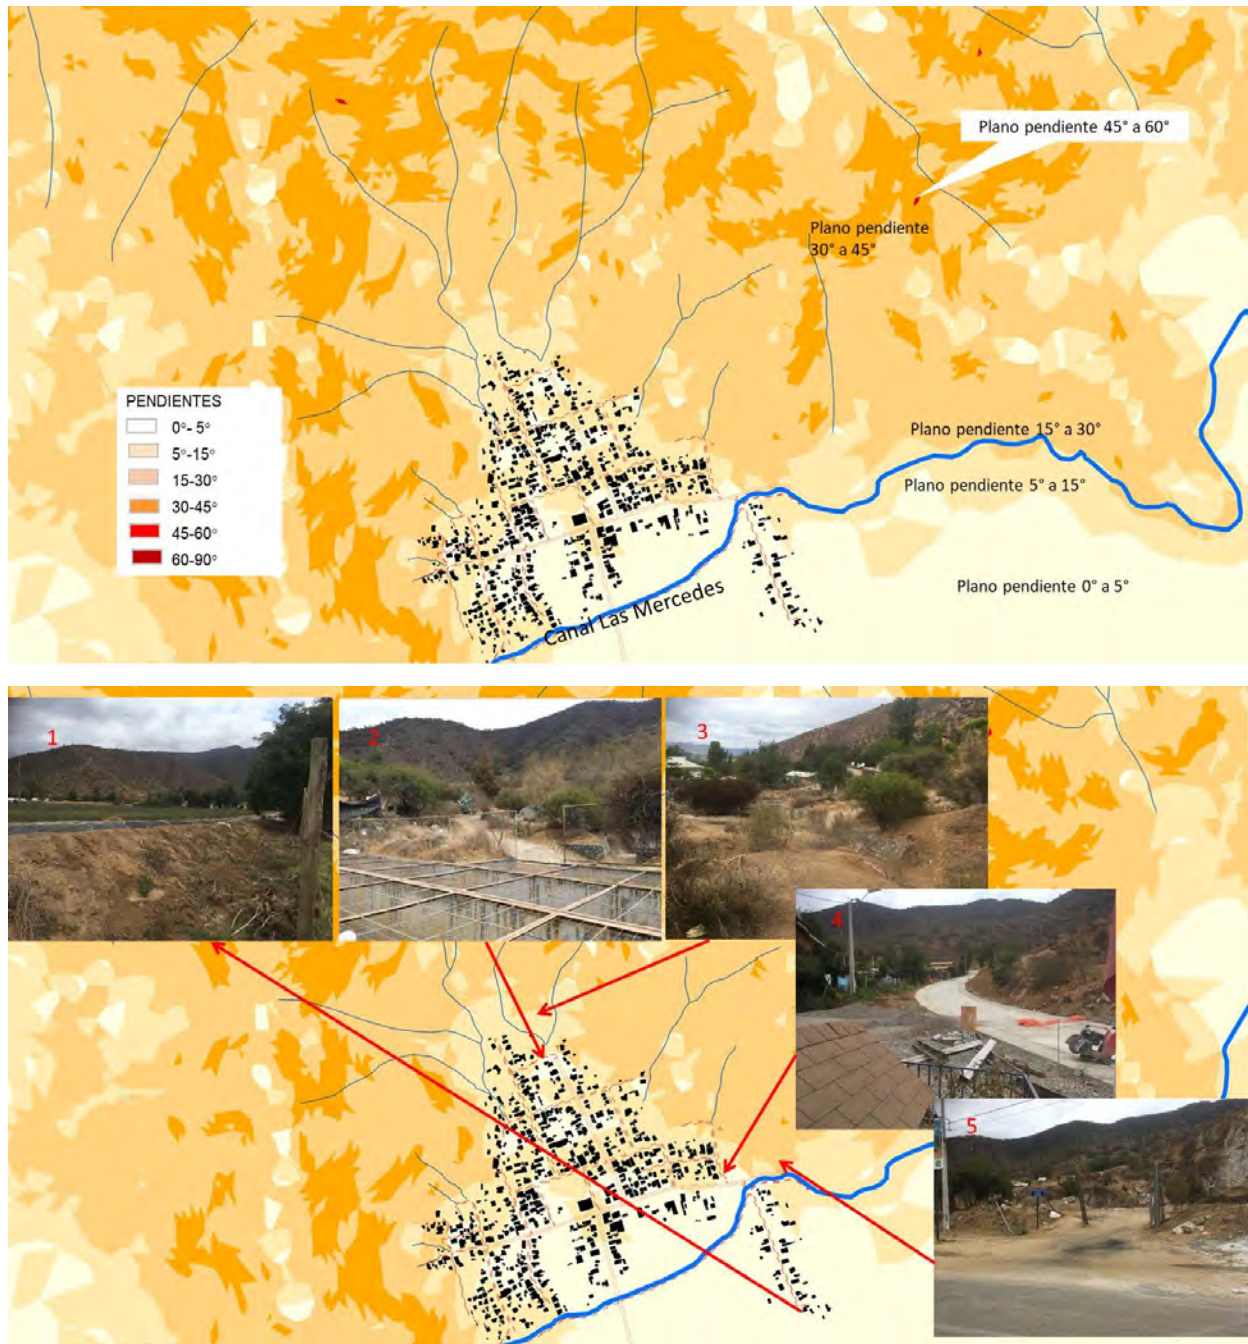 Plano pendiente 45° a 60°
Plano pendiente
30° a 45°
PENDIENTES
0°- 5°
5°-15°
15-30°
30-45°
45-60°
60-90°
Plano pendiente 15° a 30°
Plano pendiente 5° a 15°
Plano pendiente 0° a 5°
Canal Las Mercedes
1
2
3
4
5